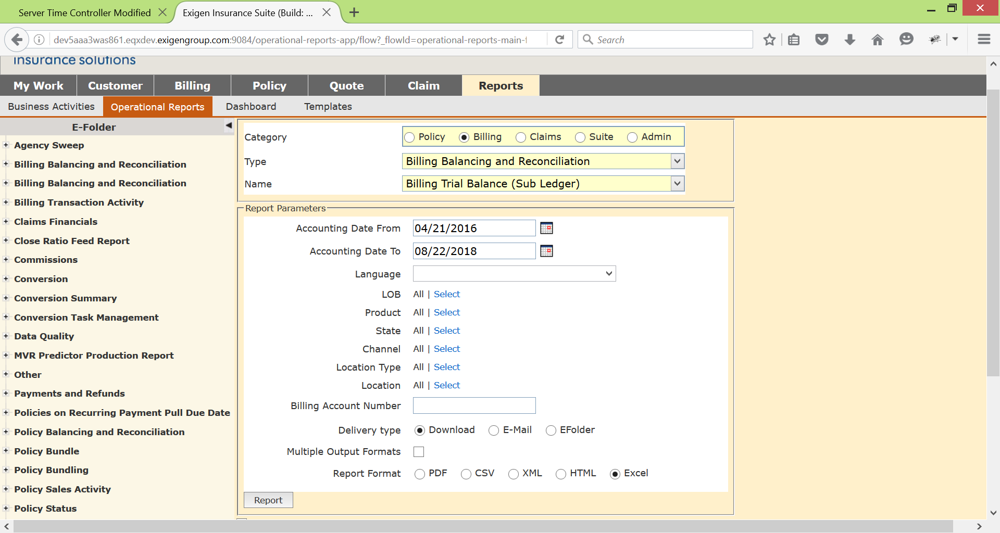 Server Time Controller Modified
Exigen Insurance Suite (Build: ...
dev5aaa3was861.eqxdev.exigengroup.com:9084/operational-reports-app/flow?_flowId=operational-reports-main-f
Search
insurance solutions
My Work Customer Billing Policy Quote Claim Reports
Business Activities Operational Reports Dashboard Templates
E-Folder
Agency Sweep
Billing Balancing and Reconciliation
Billing Balancing and Reconciliation
Billing Transaction Activity
Claims Financials
Close Ratio Feed Report
Commissions
Conversion
Conversion Summary
Conversion Task Management
Data Quality
MVR Predictor Production Report
Other
Payments and Refunds
Policies on Recurring Payment Pull Due Date
Policy Balancing and Reconciliation
Policy Bundle
Policy Bundling
Policy Sales Activity
Policy Status
Category Policy Billing Claims Suite Admin
Type Billing Balancing and Reconciliation
Name Billing Trial Balance (Sub Ledger)
Report Parameters
Accounting Date From 04/21/2016
Accounting Date To 08/22/2018
Language
LOB All | Select
Product All | Select
State All | Select
Channel All | Select
Location Type All | Select
Location All | Select
Billing Account Number
Delivery type Download E-Mail EFolder
Multiple Output Formats
Report Format PDF CSV XML HTML Excel
Report